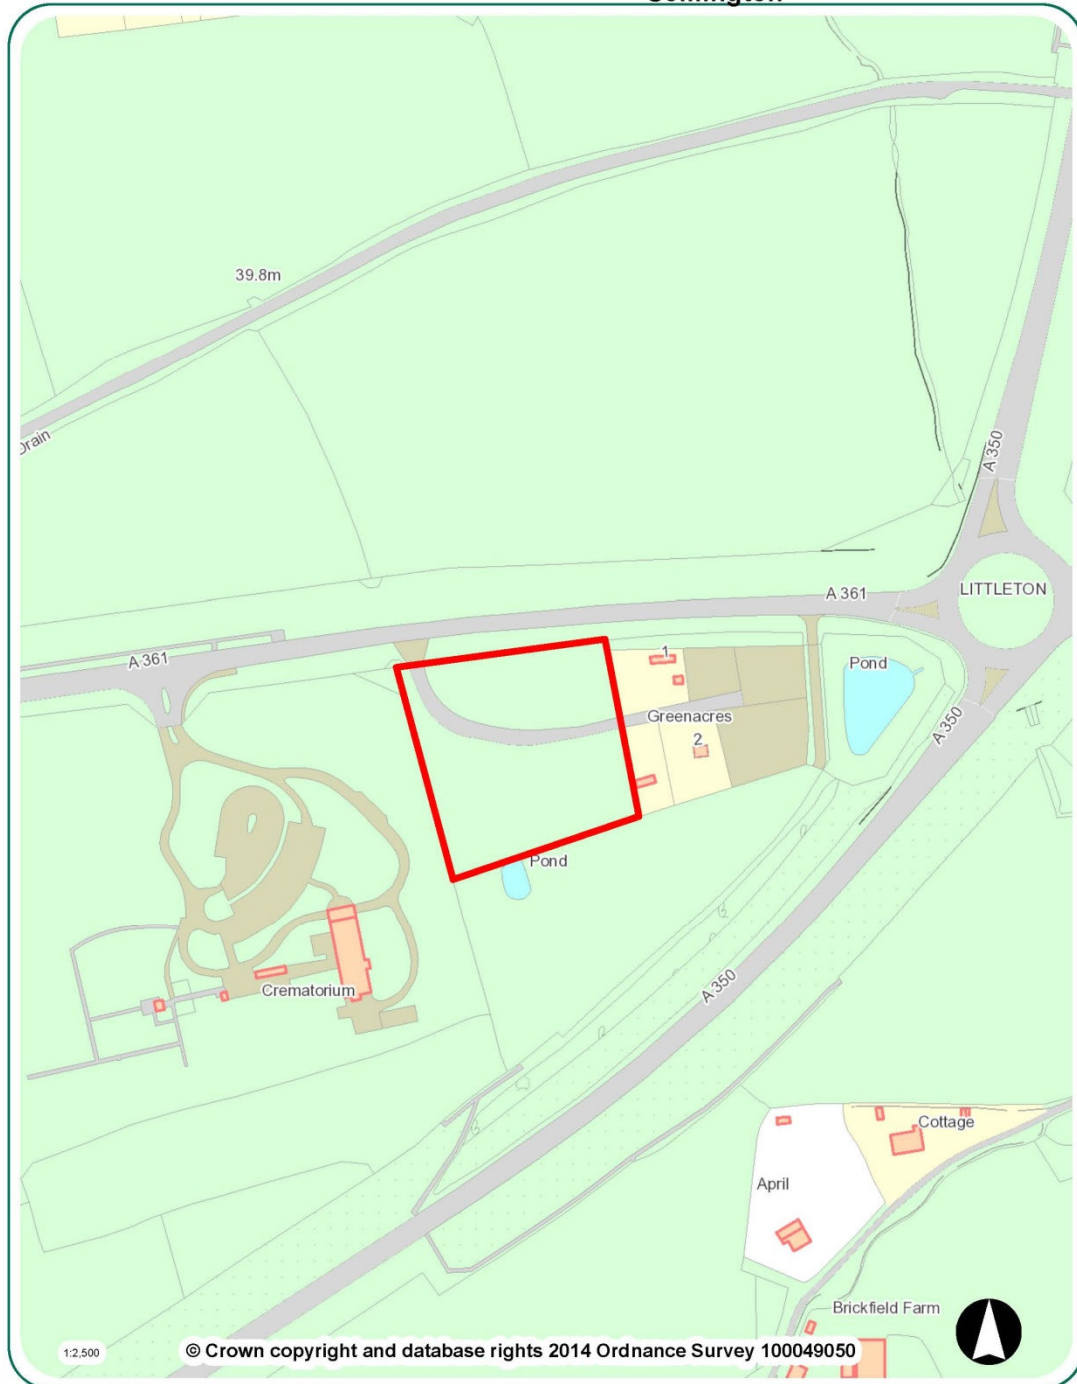 39.8m
Drain
A 350
LITTLETON
A 361
A 361
1
Pond
Greenacres
2
A 350
Pond
A 350
Crematorium
Cottage
April
Brickfield Farm
1:2,500
© Crown copyright and database rights 2014 Ordnance Survey 100049050